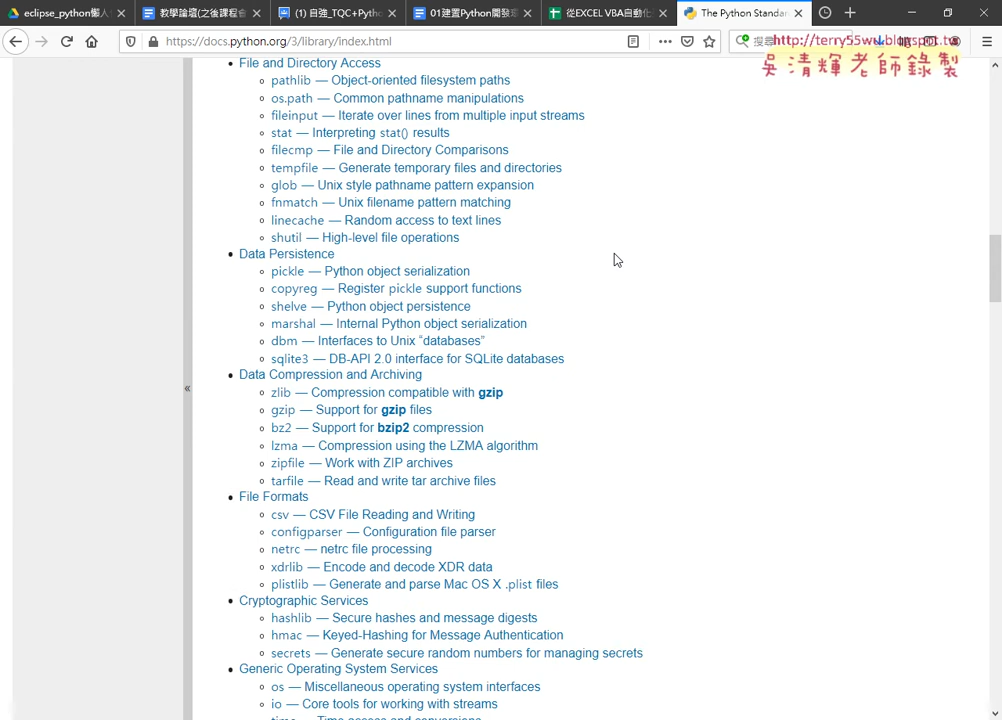 eclipse_python懶人
教學論壇(之後課程會
(1) 自強_TQC+Pytho
01建置Python開發環
從EXCEL VBA自動化
The Python Standar
https://docs.python.org/3/library/index.html
搜尋
http://terry55wu.blogspot.tw
吳清輝老師錄製
File and Directory Access
pathlib — Object-oriented filesystem paths
os.path — Common pathname manipulations
fileinput — Iterate over lines from multiple input streams
stat — Interpreting stat() results
filecmp — File and Directory Comparisons
tempfile — Generate temporary files and directories
glob — Unix style pathname pattern expansion
fnmatch — Unix filename pattern matching
linecache — Random access to text lines
shutil — High-level file operations
Data Persistence
pickle — Python object serialization
copyreg — Register pickle support functions
shelve — Python object persistence
marshal — Internal Python object serialization
dbm — Interfaces to Unix “databases”
sqlite3 — DB-API 2.0 interface for SQLite databases
Data Compression and Archiving
zlib — Compression compatible with gzip
gzip — Support for gzip files
bz2 — Support for bzip2 compression
lzma — Compression using the LZMA algorithm
zipfile — Work with ZIP archives
tarfile — Read and write tar archive files
File Formats
csv — CSV File Reading and Writing
configparser — Configuration file parser
netrc — netrc file processing
xdrlib — Encode and decode XDR data
plistlib — Generate and parse Mac OS X .plist files
Cryptographic Services
hashlib — Secure hashes and message digests
hmac — Keyed-Hashing for Message Authentication
secrets — Generate secure random numbers for managing secrets
Generic Operating System Services
os — Miscellaneous operating system interfaces
io — Core tools for working with streams
time — Time access and conversions